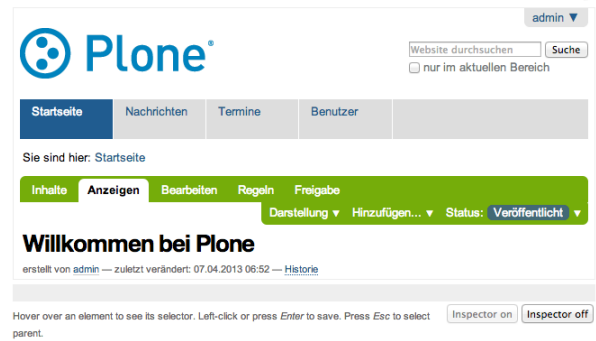 admin ▼
Plone®
Website durchsuchen Suche
nur im aktuellen Bereich
Startseite Nachrichten Termine Benutzer
Sie sind hier: Startseite
Inhalte Anzeigen Bearbeiten Regeln Freigabe
Darstellung ▼ Hinzufügen... ▼ Status: Veröffentlicht ▼
Willkommen bei Plone
erstellt von admin — zuletzt verändert: 07.04.2013 06:52 — Historie
Hover over an element to see its selector. Left-click or press Enter to save. Press Esc to select
parent.
Inspector on Inspector off